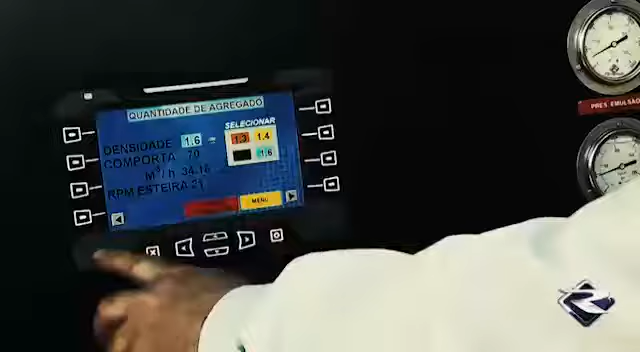 QUANTIDADE DE AGREGADO
SELECIONAR
DENSIDADE 1.6
1.3 1.4
1.6
COMPORTA 70
M³/h 34.16
RPM ESTEIRA 21
MENU
PRES EMULSÃO